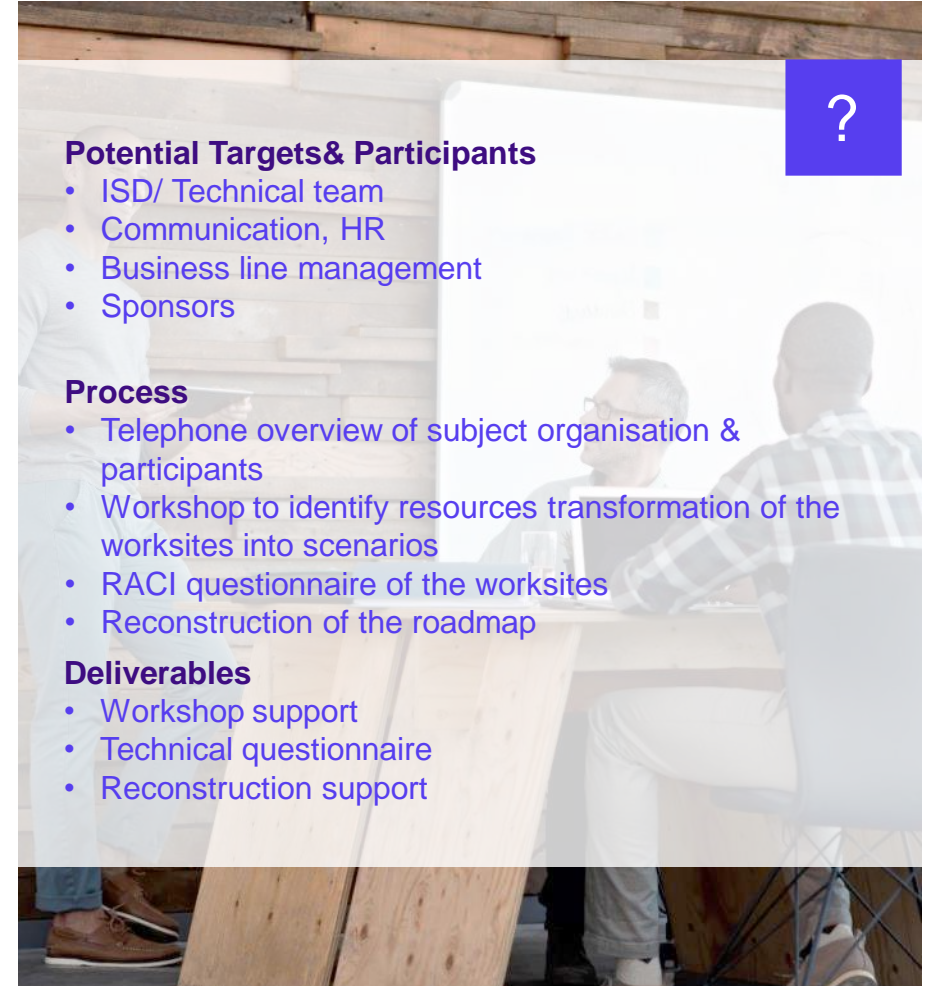 ?
Potential Targets& Participants
• ISD/ Technical team
• Communication, HR
• Business line management
• Sponsors
Process
• Telephone overview of subject organisation &
participants
• Workshop to identify resources transformation of the
worksites into scenarios
• RACI questionnaire of the worksites
• Reconstruction of the roadmap
Deliverables
• Workshop support
• Technical questionnaire
• Reconstruction support